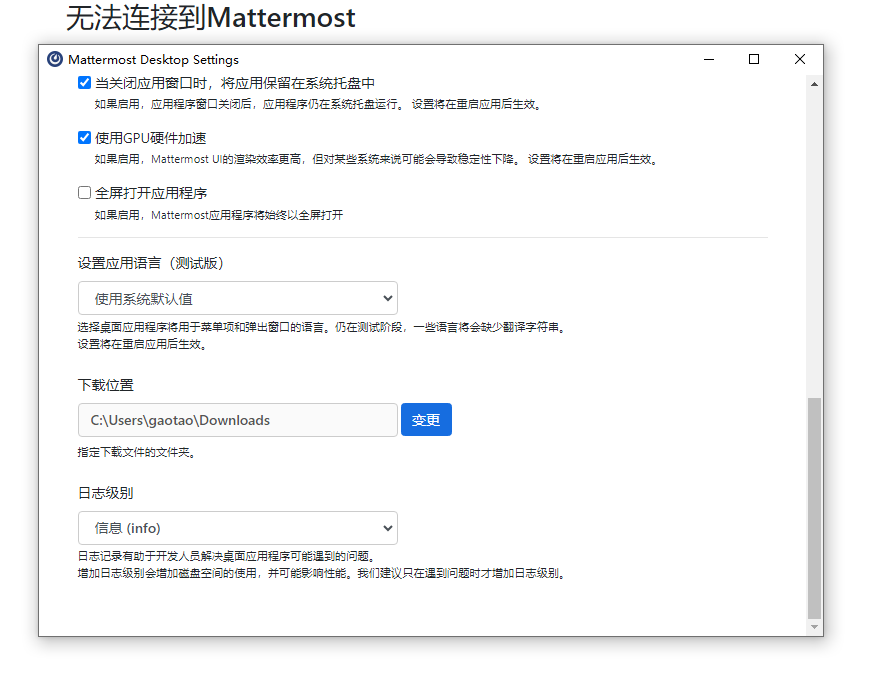 无法连接到Mattermost
Mattermost Desktop Settings
当关闭应用窗口时，将应用保留在系统托盘中
如果启用，应用程序窗口关闭后，应用程序仍在系统托盘运行。 设置将在重启应用后生效。
使用GPU硬件加速
如果启用，Mattermost UI的渲染效率更高，但对某些系统来说可能会导致稳定性下降。 设置将在重启应用后生效。
全屏打开应用程序
如果启用，Mattermost应用程序将始终以全屏打开
设置应用语言（测试版）
使用系统默认值
选择桌面应用程序将用于菜单项和弹出窗口的语言。仍在测试阶段，一些语言将会缺少翻译字符串。
设置将在重启应用后生效。
下载位置
C:\Users\gaotao\Downloads
变更
指定下载文件的文件夹。
日志级别
信息 (info)
日志记录有助于开发人员解决桌面应用程序可能遇到的问题。
增加日志级别会增加磁盘空间的使用，并可能影响性能。我们建议只在遇到问题时才增加日志级别。